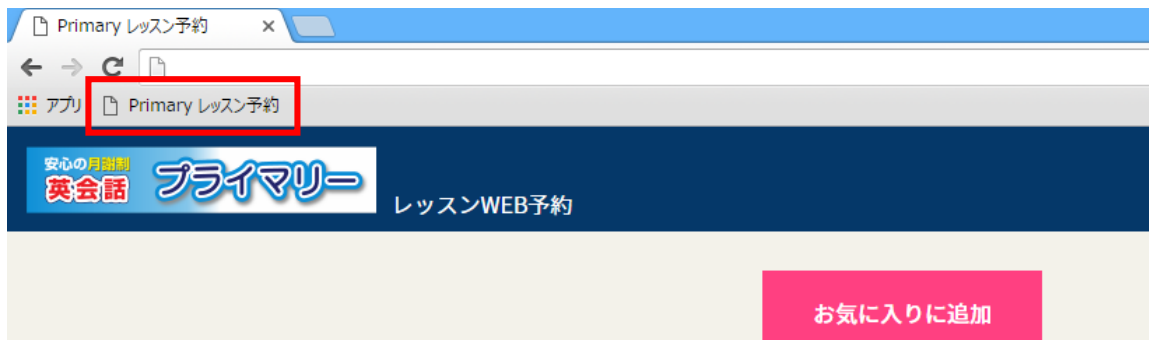 Primary レッスン予約
アプリ
Primary レッスン予約
安心の月謝制
英会話 プライマリー
レッスンWEB予約
お気に入りに追加